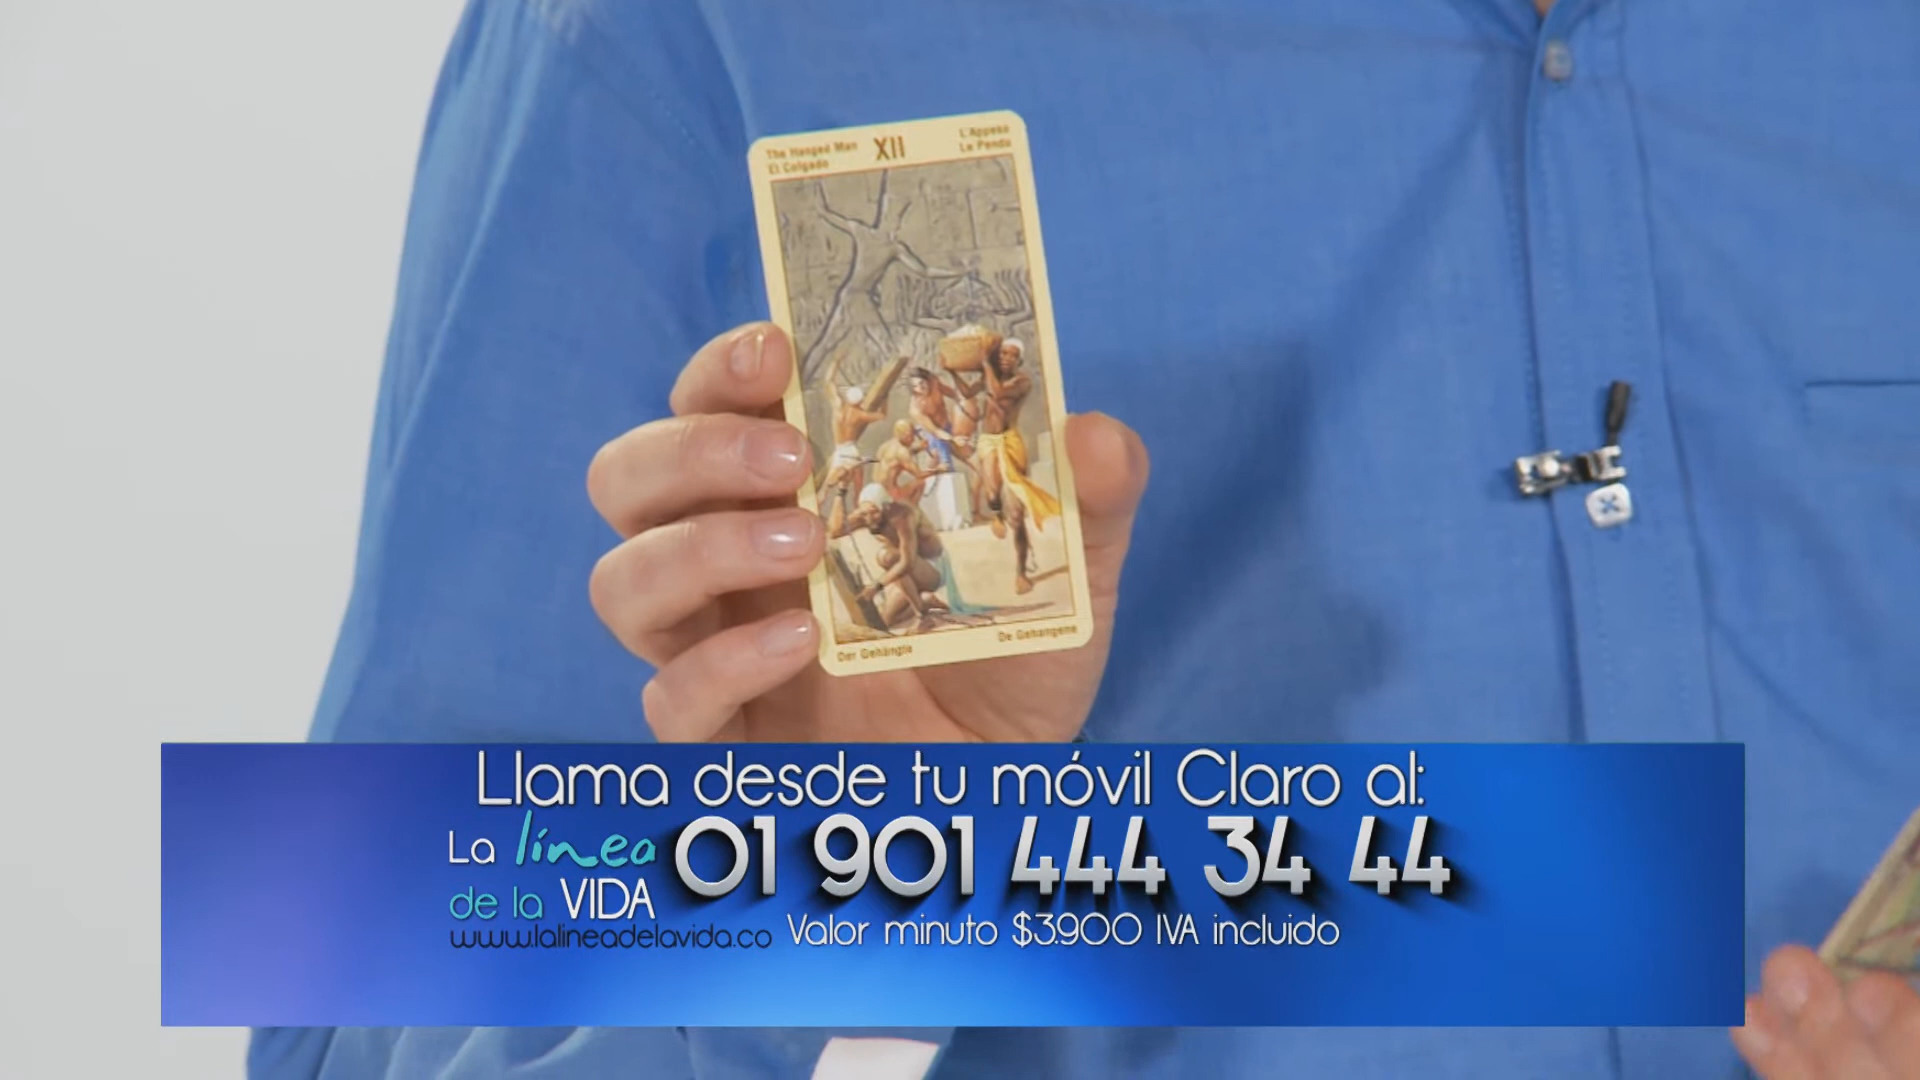 The Hanged Man
El Colgado
XII
L'Appeso
Le Pendu
Der Gehängte
De Gehangene
Llama desde tu móvil Claro al:
La línea
de la VIDA
01 901 444 34 44
www.lalineadelavida.co
Valor minuto $3.900 IVA incluido